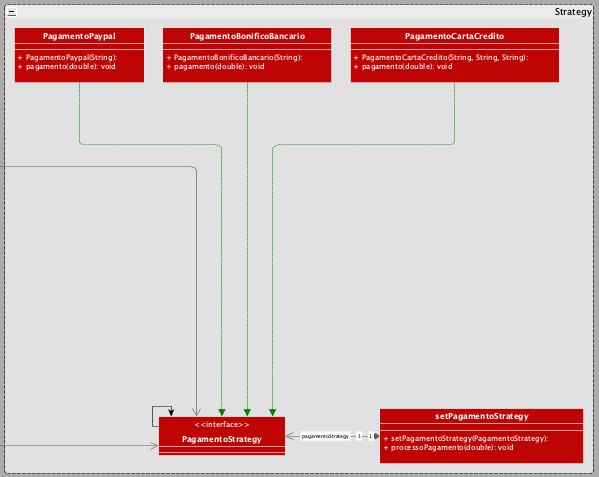 Strategy
PagamentoPaypal
+ PagamentoPaypal(String):
+ pagamento(double): void
PagamentoBonificoBancario
+ PagamentoBonificoBancario(String):
+ pagamento(double): void
PagamentoCartaCredito
+ PagamentoCartaCredito(String, String, String):
+ pagamento(double): void
<<interface>>
PagamentoStrategy
pagamentoStrategy 1 1
setPagamentoStrategy
+ setPagamentoStrategy(PagamentoStrategy):
+ processoPagamento(double): void